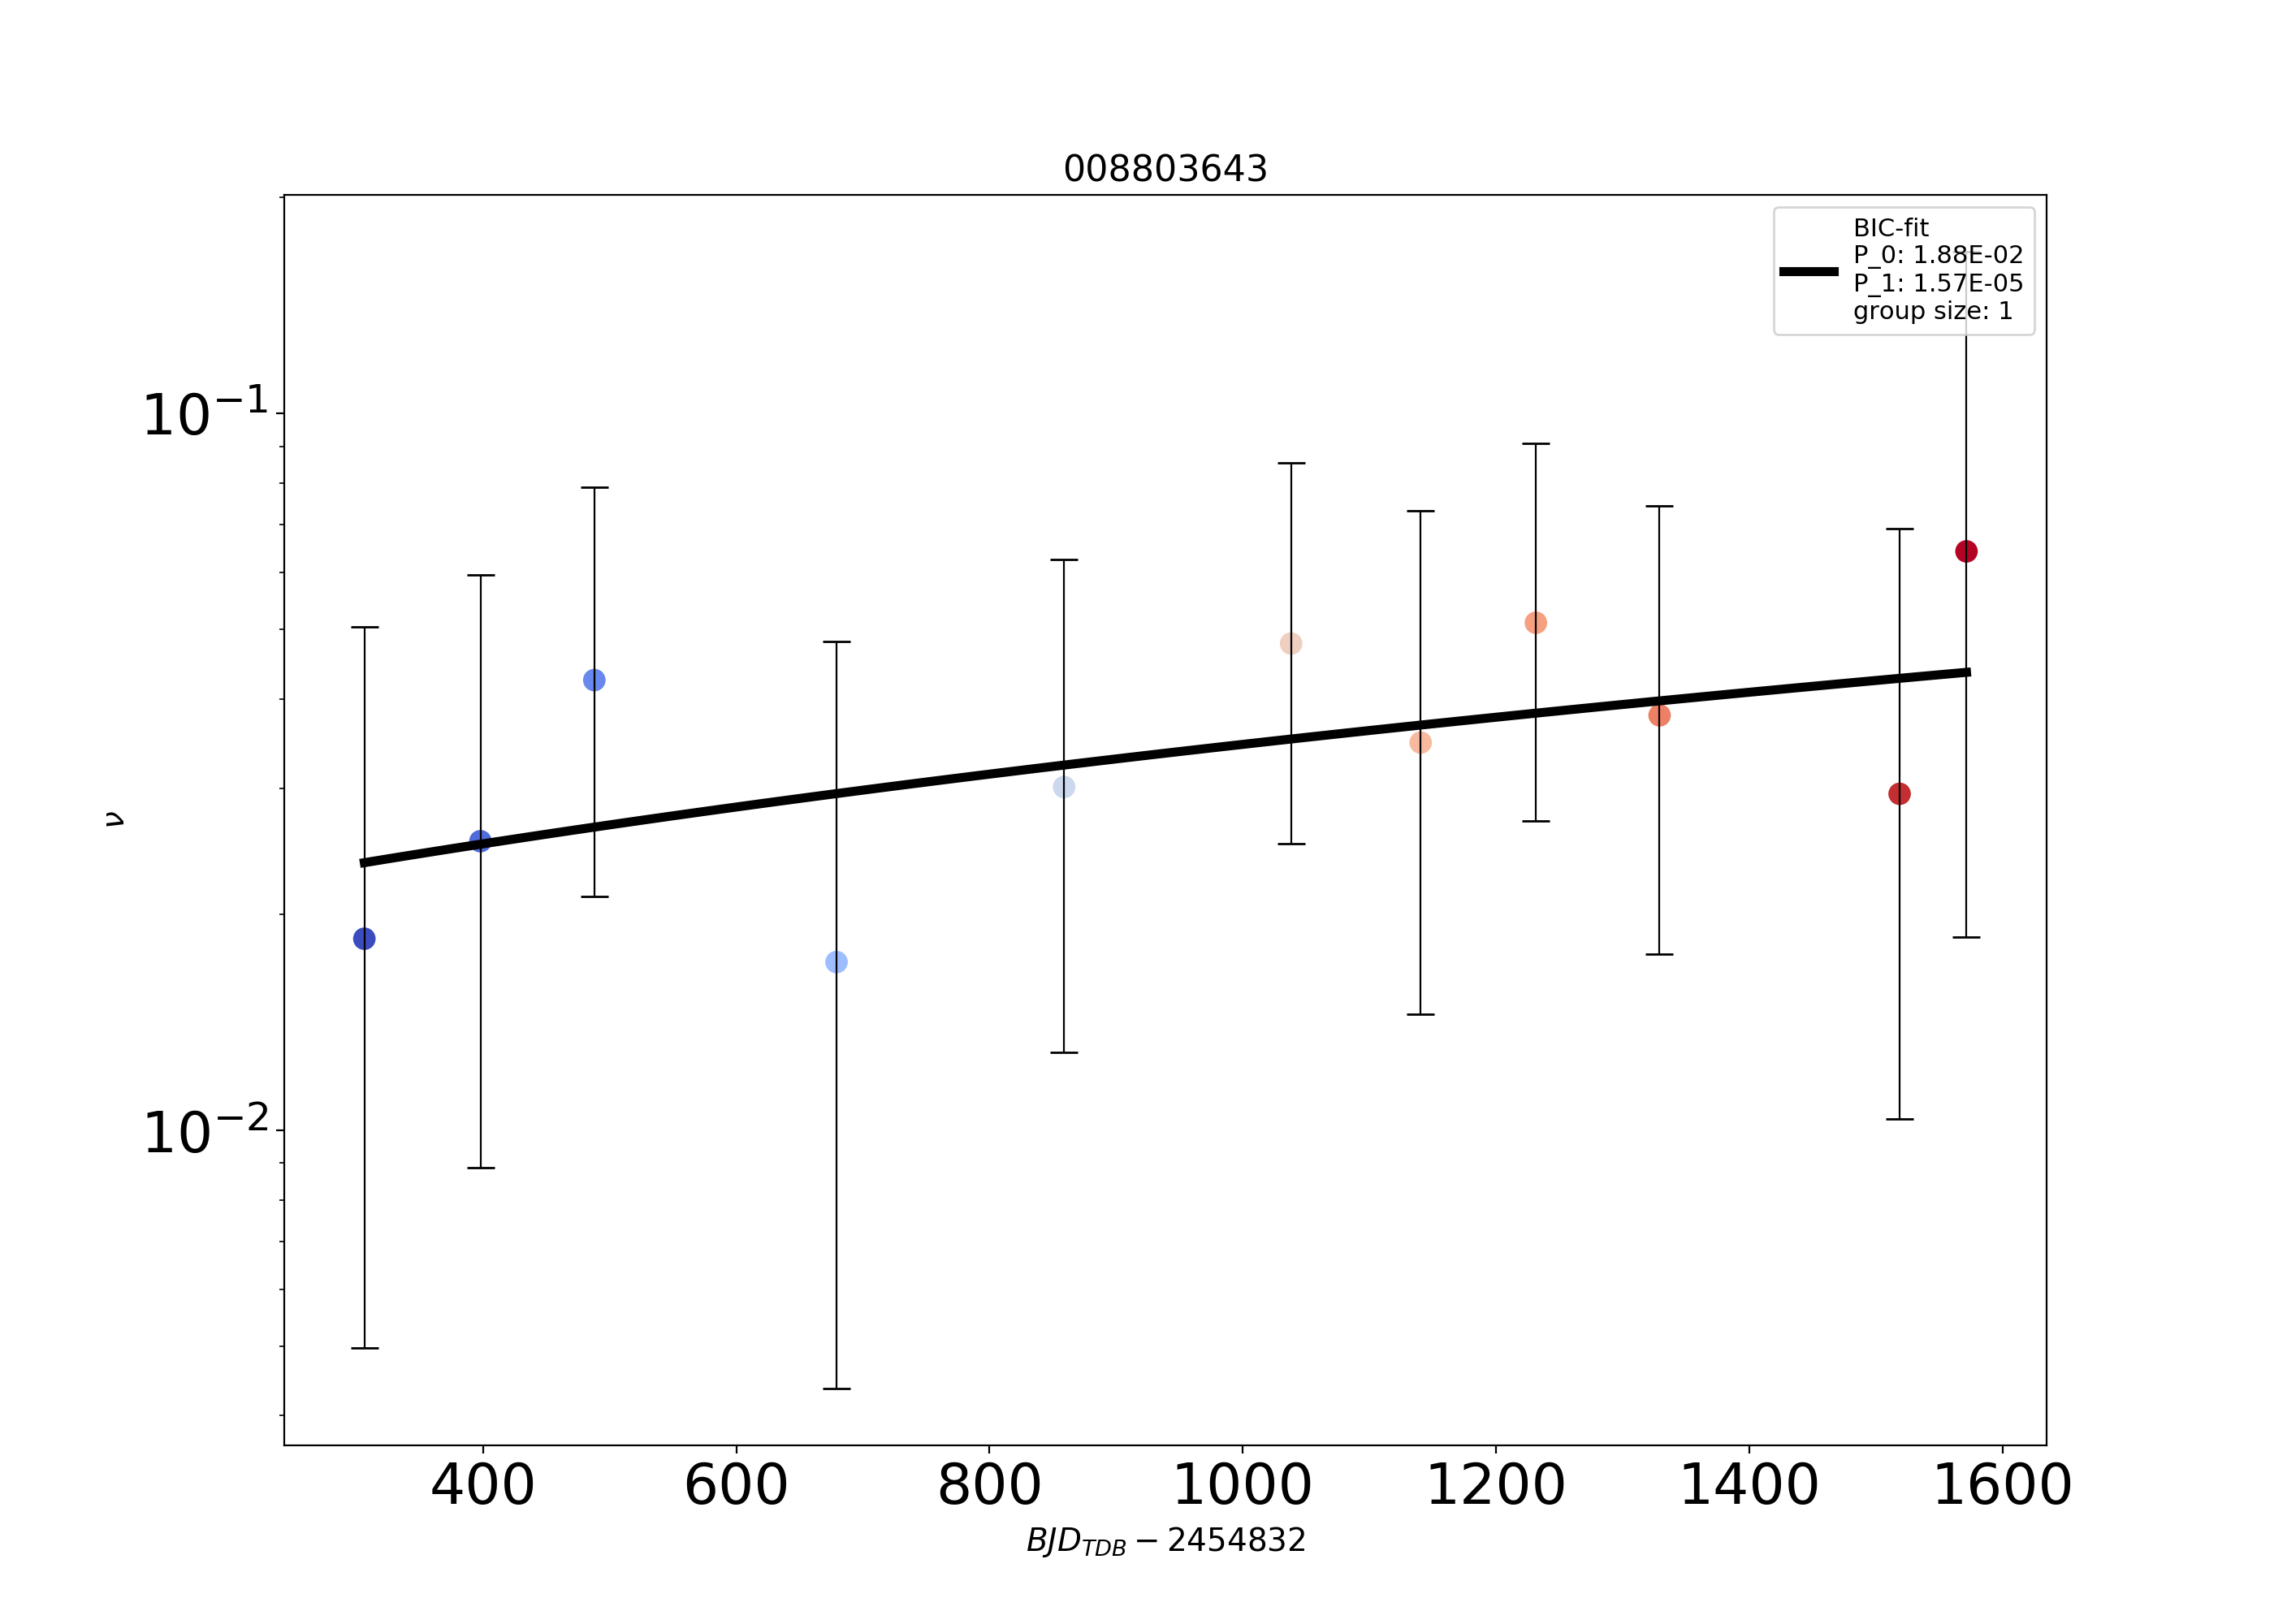 008803643
BIC-fit
P_0: 1.88E-02
P_1: 1.57E-05
group size: 1
10⁻¹
10⁻²
ν
400 600 800 1000 1200 1400 1600
BJD_TDB − 2454832